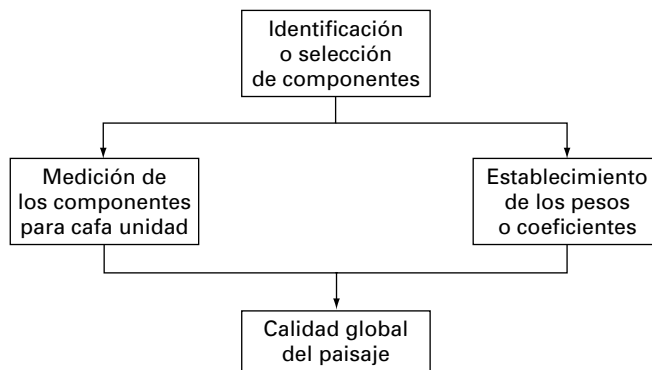 Identificación
o selección
de componentes
Medición de
los componentes
para cafa unidad
Establecimiento
de los pesos
o coeficientes
Calidad global
del paisaje